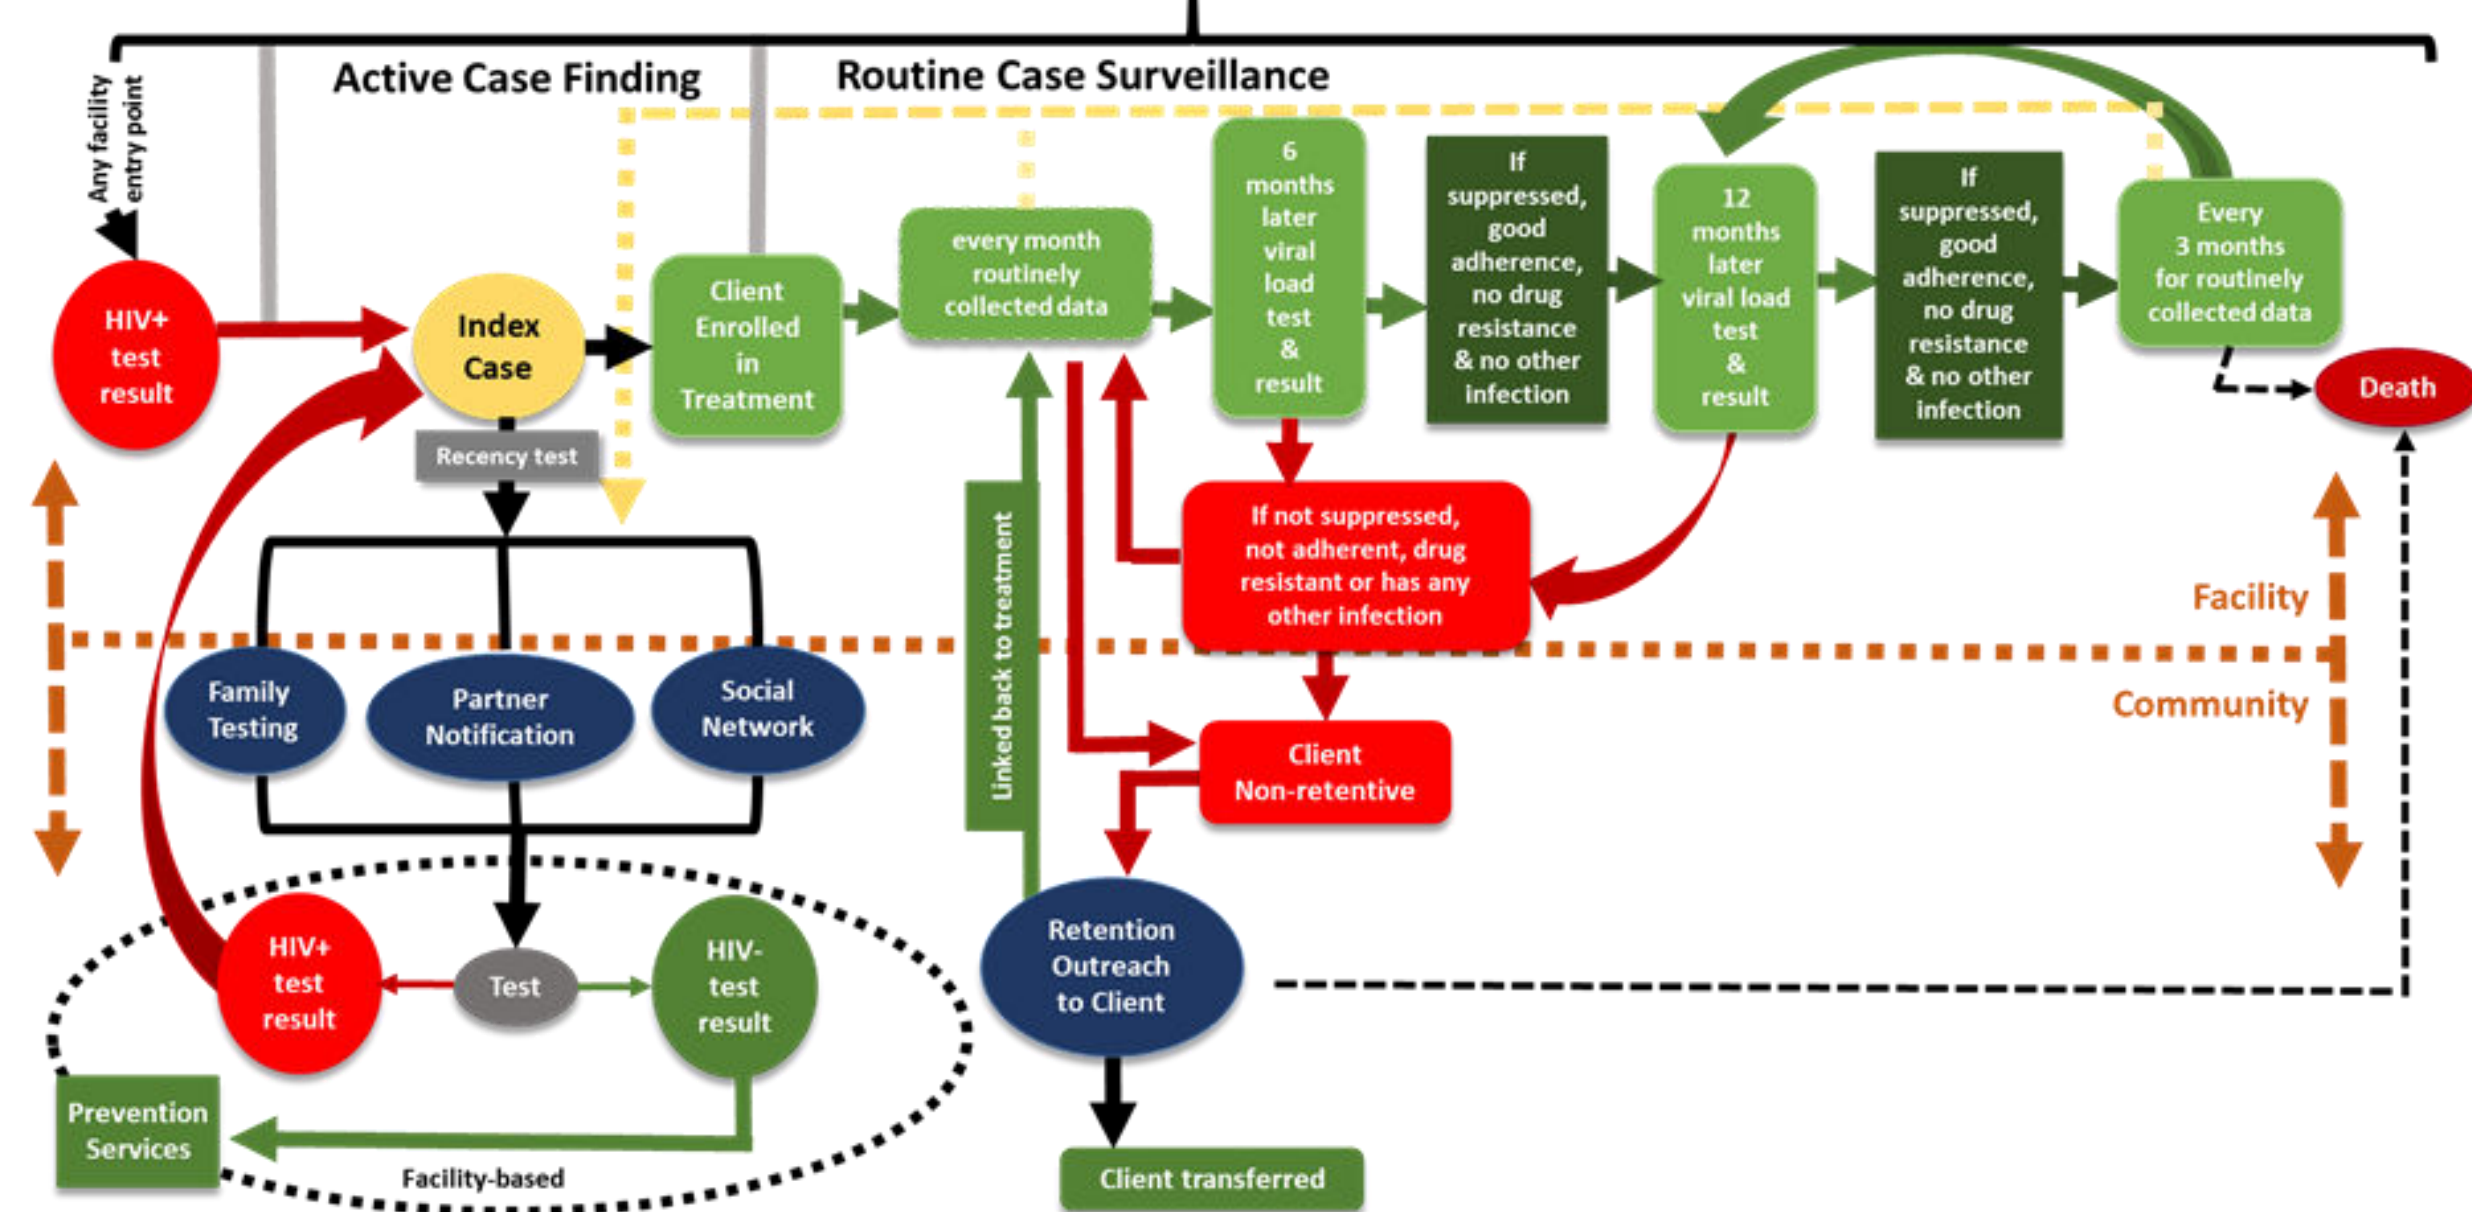 Active Case Finding
Routine Case Surveillance
Any facility
entry point
HIV+
test
result
Index
Case
Recency test
Client
Enrolled
in
Treatment
every month
routinely
collected data
6
months
later
viral
load
test
&
result
If
suppressed,
good
adherence,
no drug
resistance
& no other
infection
12
months
later
viral load
test
&
result
If
suppressed,
good
adherence,
no drug
resistance
& no other
infection
Every
3 months
for routinely
collected data
Death
If not suppressed,
not adherent, drug
resistant or has any
other infection
Linked back to treatment
Facility
Community
Family
Testing
Partner
Notification
Social
Network
Client
Non-retentive
HIV+
test
result
Test
HIV-
test
result
Retention
Outreach
to Client
Prevention
Services
Facility-based
Client transferred